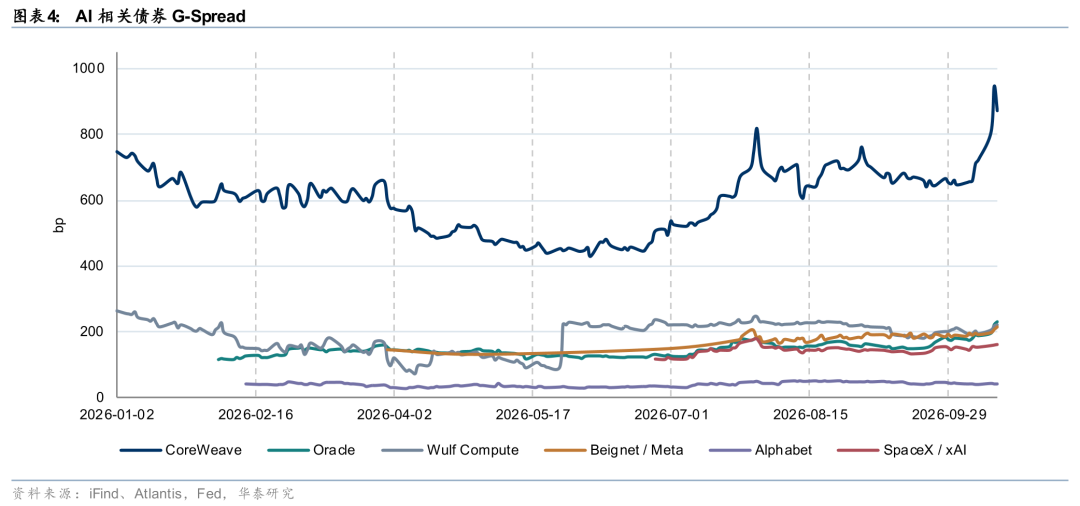 图表4： AI 相关债券 G-Spread
1000
800
600
400
200
0
bp
2026-01-02 2026-02-16 2026-04-02 2026-05-17 2026-07-01 2026-08-15 2026-09-29
CoreWeave Oracle Wulf Compute Beignet / Meta Alphabet SpaceX / xAI
资料来源：iFind、Atlantis，Fed，华泰研究